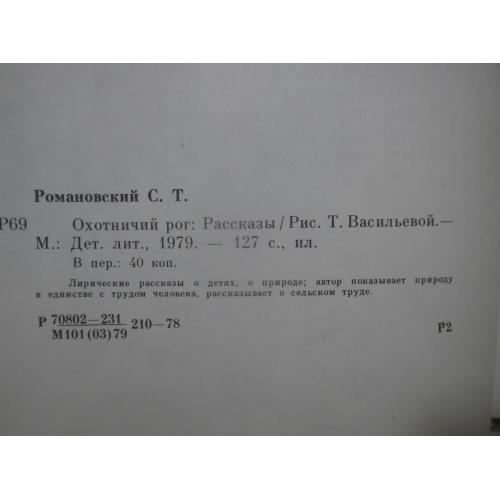 Романовский С. Т.
Р69 Охотничий рог: Рассказы/Рис. Т. Васильевой.—
М.: Дет. лит., 1979. — 127 с., ил.
В пер.: 40 коп.
Лирические рассказы о детях, о природе; автор показывает природу
в единстве с трудом человека, рассказывает о сельском труде.
Р 70802—231 210—78
М101(03)79
Р2